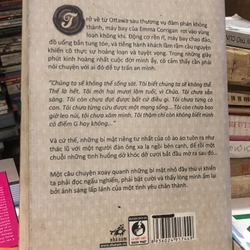 Trở về từ Ottawa sau thương vụ đàm phán không
thành, máy bay của Emma Corrigan rơi vào vùng
loạn không khí. Động cơ rền rĩ, máy bay chao đảo,
đồ uống bắn tung tóe, và tiếng hành khách lầm rầm cầu nguyện
khiến cô thực sự hoảng loạn và tuyệt vọng. Trong những giây
phút kinh hoàng nhất cuộc đời mình ấy, cô cảm thấy cần phải
nói chuyện với ai đó để tự trấn an mình.
"Chúng ta sẽ không thể sống sót. Tôi biết chúng ta sẽ không thể.
Thế là hết. Tôi mới hai mươi lăm tuổi, vì Chúa. Tôi chưa sẵn
sàng. Tôi còn chưa đạt được bất cứ điều gì. Tôi chưa từng có
con. Tôi chưa từng cứu được một mạng sống... Tôi còn chưa bao
giờ leo núi, tôi chưa xăm mình. Tôi thậm chí còn không biết mình
có điểm G hay không..."
Và cứ thế, những bí mật riêng tư nhất của cô ào ào tuôn ra như
thác lũ với một người đàn ông xa lạ ngồi bên cạnh, để rồi một
chuỗi những tình huống dở khóc dở cười bắt đầu mở ra sau đó...
Một câu chuyện xoay quanh những bí mật nhỏ đầy thú vị khiến
ta phải đọc ngấu nghiến, phải bật cười và thấy lòng mình ấm lại
bởi ánh sáng lấp lánh của một tình yêu chân thành.